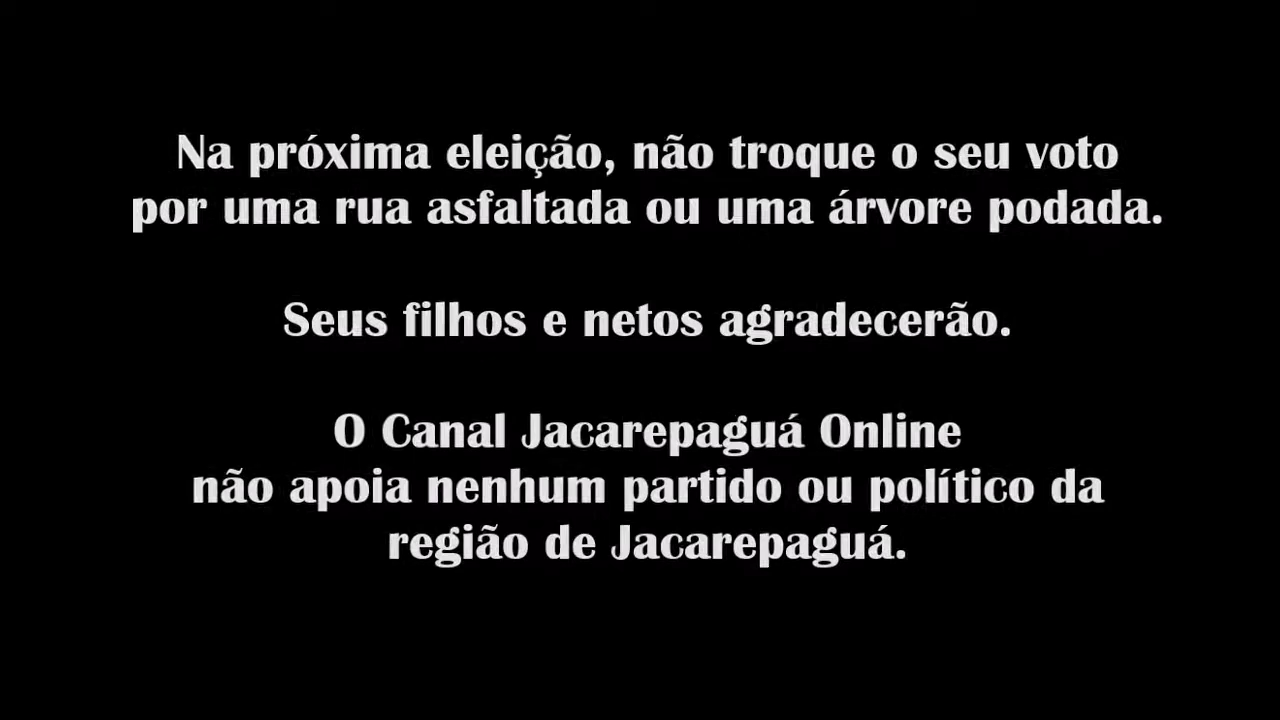 Na próxima eleição, não troque o seu voto
por uma rua asfaltada ou uma árvore podada.
Seus filhos e netos agradecerão.
O Canal Jacarepaguá Online
não apoia nenhum partido ou político da
região de Jacarepaguá.